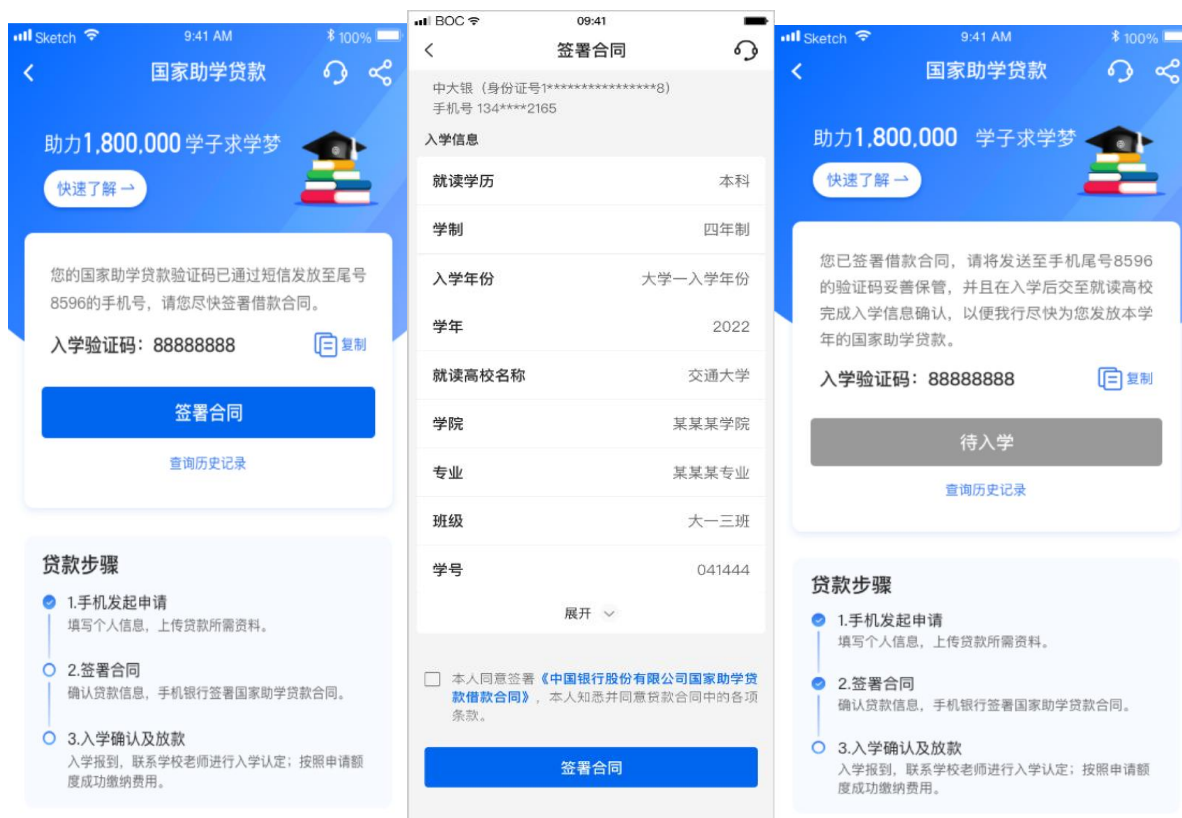 Sketch 9:41 AM 100%
国家助学贷款
助力1,800,000 学子求学梦
快速了解
您的国家助学贷款验证码已通过短信发放至尾号
8596的手机号，请您尽快签署借款合同。
入学验证码：88888888 复制
签署合同
查询历史记录
贷款步骤
1.手机发起申请
填写个人信息，上传贷款所需资料。
2.签署合同
确认贷款信息，手机银行签署国家助学贷款合同。
3.入学确认及放款
入学报到，联系学校老师进行入学认定；按照申请额
度成功缴纳费用。
BOC 09:41
签署合同
中大银（身份证号1****************8）
手机号 134****2165
入学信息
就读学历 本科
学制 四年制
入学年份 大学一入学年份
学年 2022
就读高校名称 交通大学
学院 某某某学院
专业 某某某专业
班级 大一三班
学号 041444
展开
本人同意签署《中国银行股份有限公司国家助学贷
款借款合同》，本人知悉并同意贷款合同中的各项
条款。
签署合同
Sketch 9:41 AM 100%
国家助学贷款
助力1,800,000 学子求学梦
快速了解
您已签署借款合同，请将发送至手机尾号8596
的验证码妥善保管，并且在入学后交至就读高校
完成入学信息确认，以便我行尽快为您发放本学
年的国家助学贷款。
入学验证码：88888888 复制
待入学
查询历史记录
贷款步骤
1.手机发起申请
填写个人信息，上传贷款所需资料。
2.签署合同
确认贷款信息，手机银行签署国家助学贷款合同。
3.入学确认及放款
入学报到，联系学校老师进行入学认定；按照申请额
度成功缴纳费用。